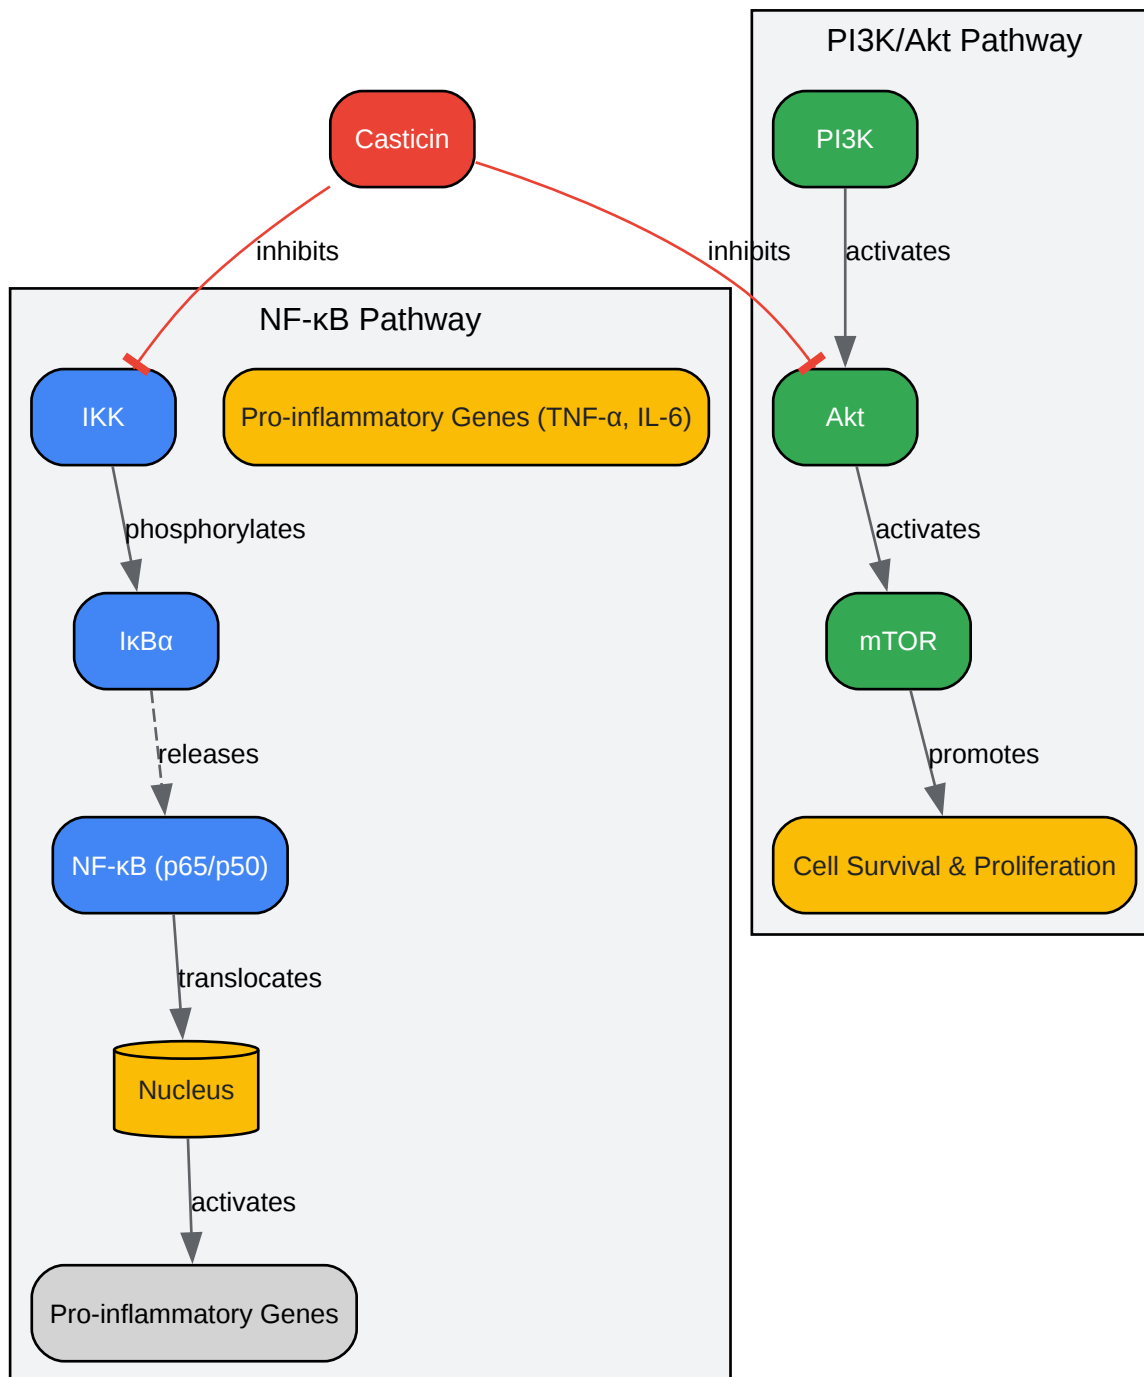 PI3K/Akt Pathway
Casticin
PI3K
inhibits
inhibits
activates
NF-κB Pathway
IKK
Pro-inflammatory Genes (TNF-α, IL-6)
Akt
phosphorylates
activates
IκBα
mTOR
releases
promotes
NF-κB (p65/p50)
Cell Survival & Proliferation
translocates
Nucleus
activates
Pro-inflammatory Genes